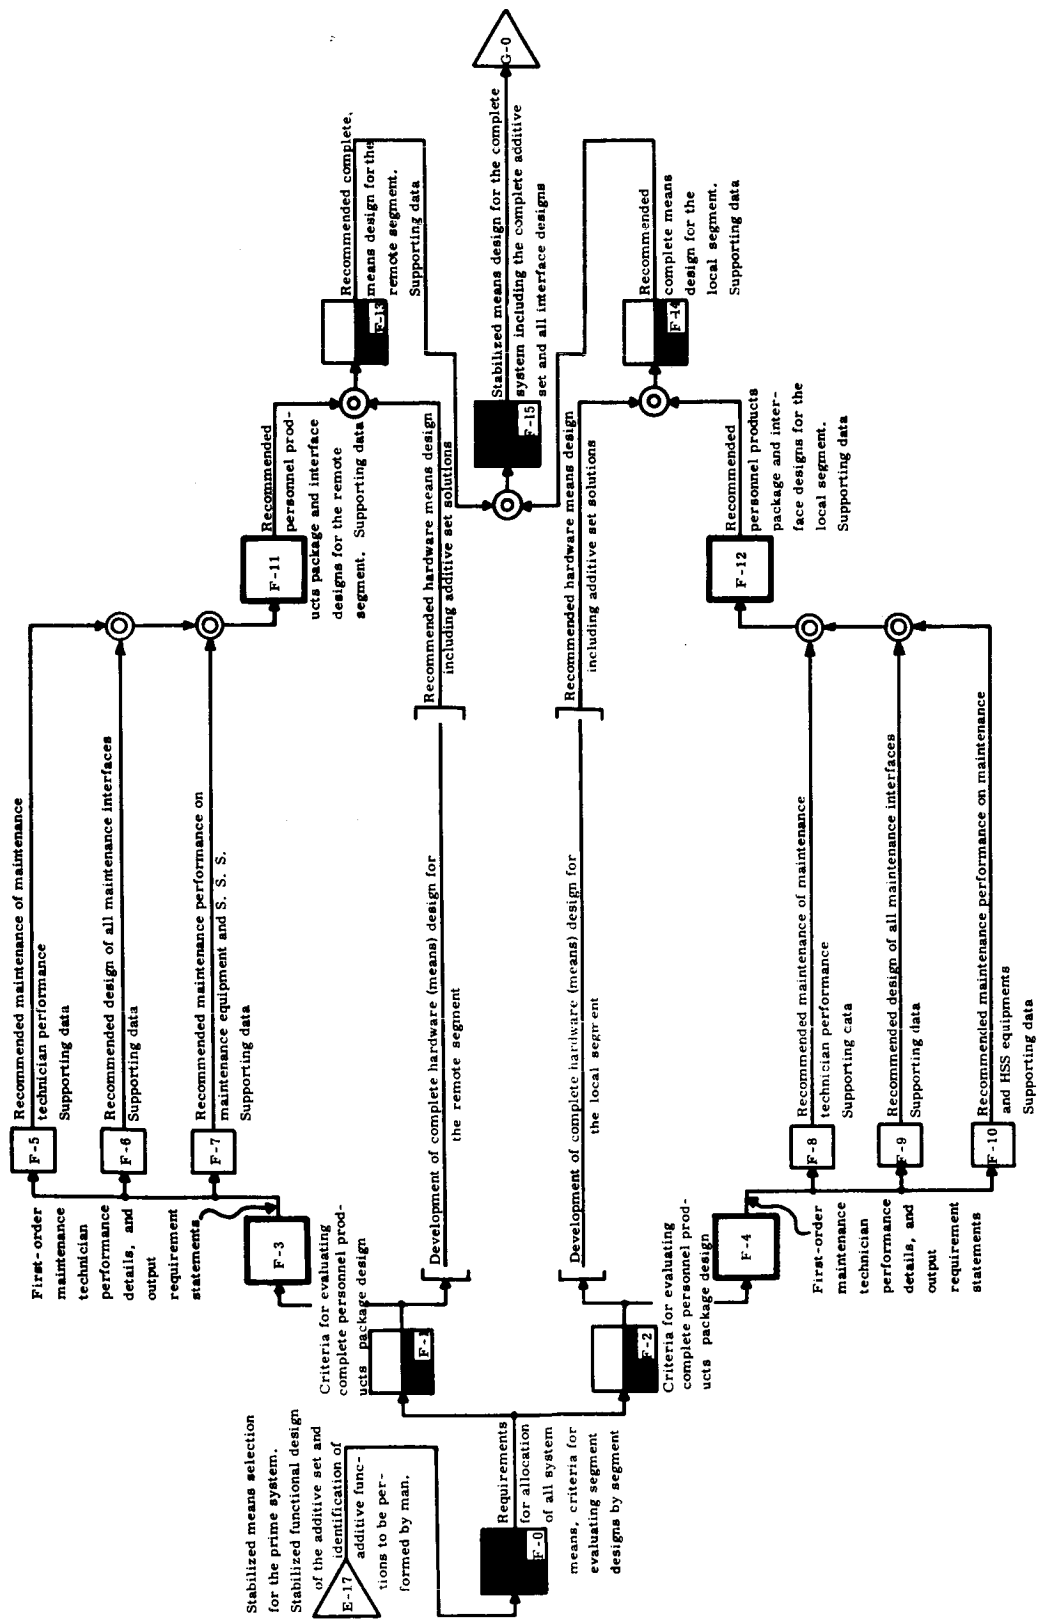 Stabilized means selection
for the prime system.
Stabilized functional design
of the additive set and
identification of
additive func-
tions to be per-
formed by man.
E-17
F-0
Requirements
for allocation
of all system
means, criteria for
evaluating segment
designs by segment
F-1
Criteria for evaluating
complete personnel prod-
ucts package design
F-2
Criteria for evaluating
complete personnel prod-
ucts package design
F-3
First-order
maintenance
technician
performance
details, and
output
requirement
statements
F-5
Recommended maintenance of maintenance
technician performance
Supporting data
F-6
Recommended design of all maintenance interfaces
Supporting data
F-7
Recommended maintenance performance on
maintenance equipment and S. S. S.
Supporting data
Development of complete hardware (means) design for
the remote segment
Development of complete hardware (means) design for
the local segment
F-4
First-order
maintenance
technician
performance
details, and
output
requirement
statements
F-8
Recommended maintenance of maintenance
technician performance
Supporting cata
F-9
Recommended design of all maintenance interfaces
Supporting data
F-10
Recommended maintenance performance on maintenance
and HSS equipments
Supporting data
F-11
Recommended
personnel prod-
ucts package and interface
designs for the remote
segment. Supporting data
Recommended hardware means design
including additive set solutions
Recommended hardware means design
including additive set solutions
F-12
Recommended
personnel products
package and inter-
face designs for the
local segment.
Supporting data
F-13
Recommended complete,
means design for the
remote segment.
Supporting data
F-15
Stabilized means design for the complete
system including the complete additive
set and all interface designs
F-14
Recommended
complete means
design for the
local segment.
Supporting data
G-0